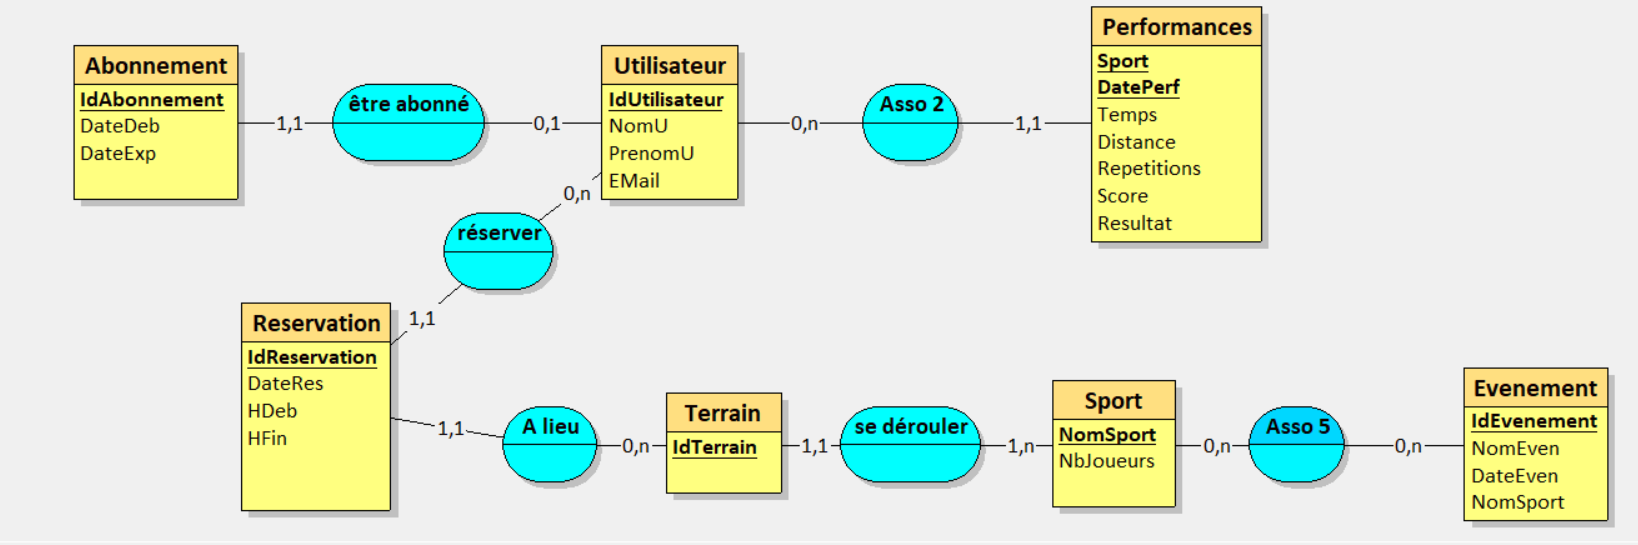 Abonnement
IdAbonnement
DateDeb
DateExp
1,1
être abonné
0,1
Utilisateur
IdUtilisateur
NomU
PrenomU
EMail
0,n
Asso 2
1,1
Performances
Sport
DatePerf
Temps
Distance
Repetitions
Score
Resultat
0,n
réserver
1,1
Reservation
IdReservation
DateRes
HDeb
HFin
1,1
A lieu
0,n
Terrain
IdTerrain
1,1
se dérouler
1,n
Sport
NomSport
NbJoueurs
0,n
Asso 5
0,n
Evenement
IdEvenement
NomEven
DateEven
NomSport